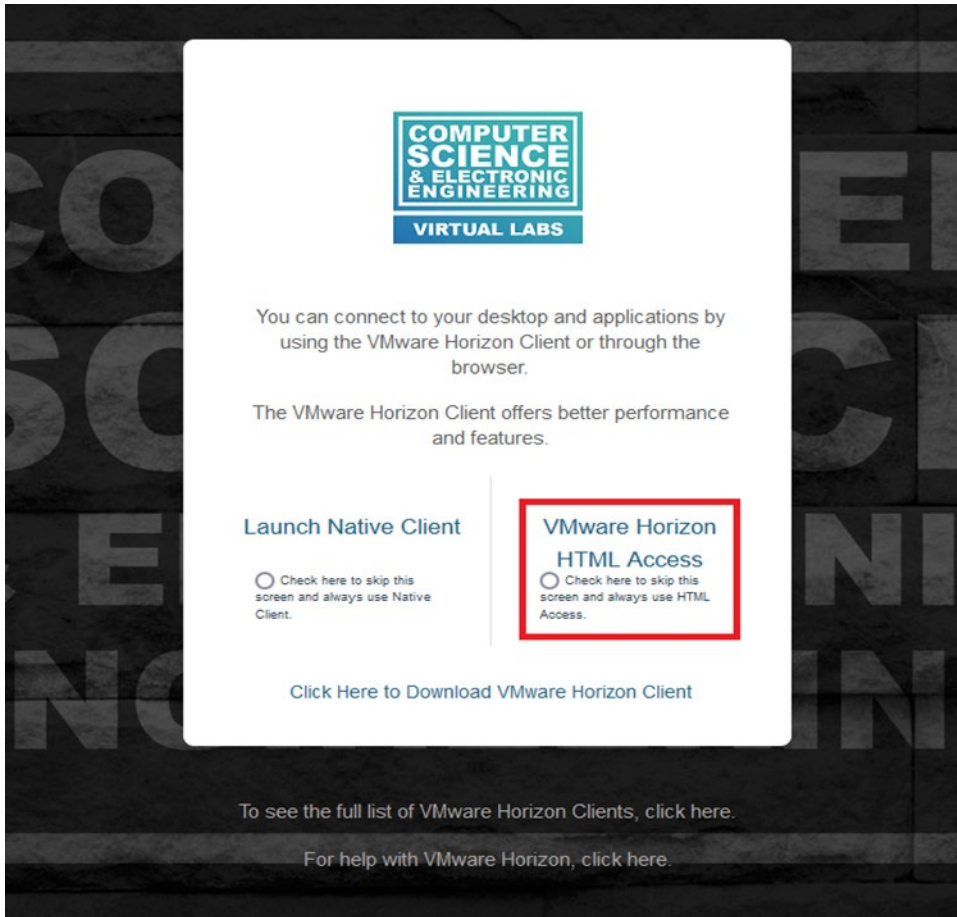 COMPUTER
SCIENCE
& ELECTRONIC
ENGINEERING
VIRTUAL LABS
You can connect to your desktop and applications by
using the VMware Horizon Client or through the
browser.
The VMware Horizon Client offers better performance
and features.
Launch Native Client
Check here to skip this
screen and always use Native
Client.
VMware Horizon
HTML Access
Check here to skip this
screen and always use HTML
Access.
Click Here to Download VMware Horizon Client
To see the full list of VMware Horizon Clients, click here.
For help with VMware Horizon, click here.